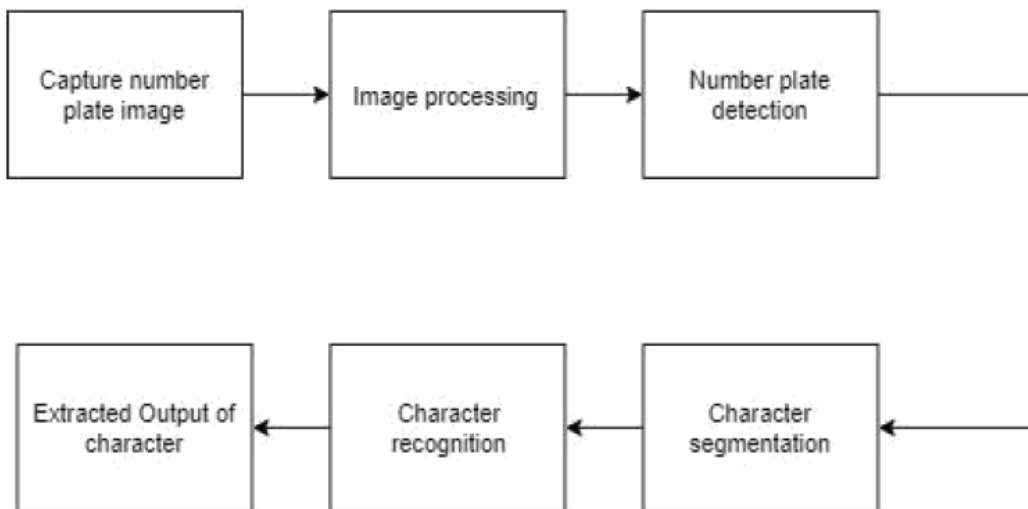 Capture number
plate image
Image processing
Number plate
detection
Character
segmentation
Character
recognition
Extracted Output of
character